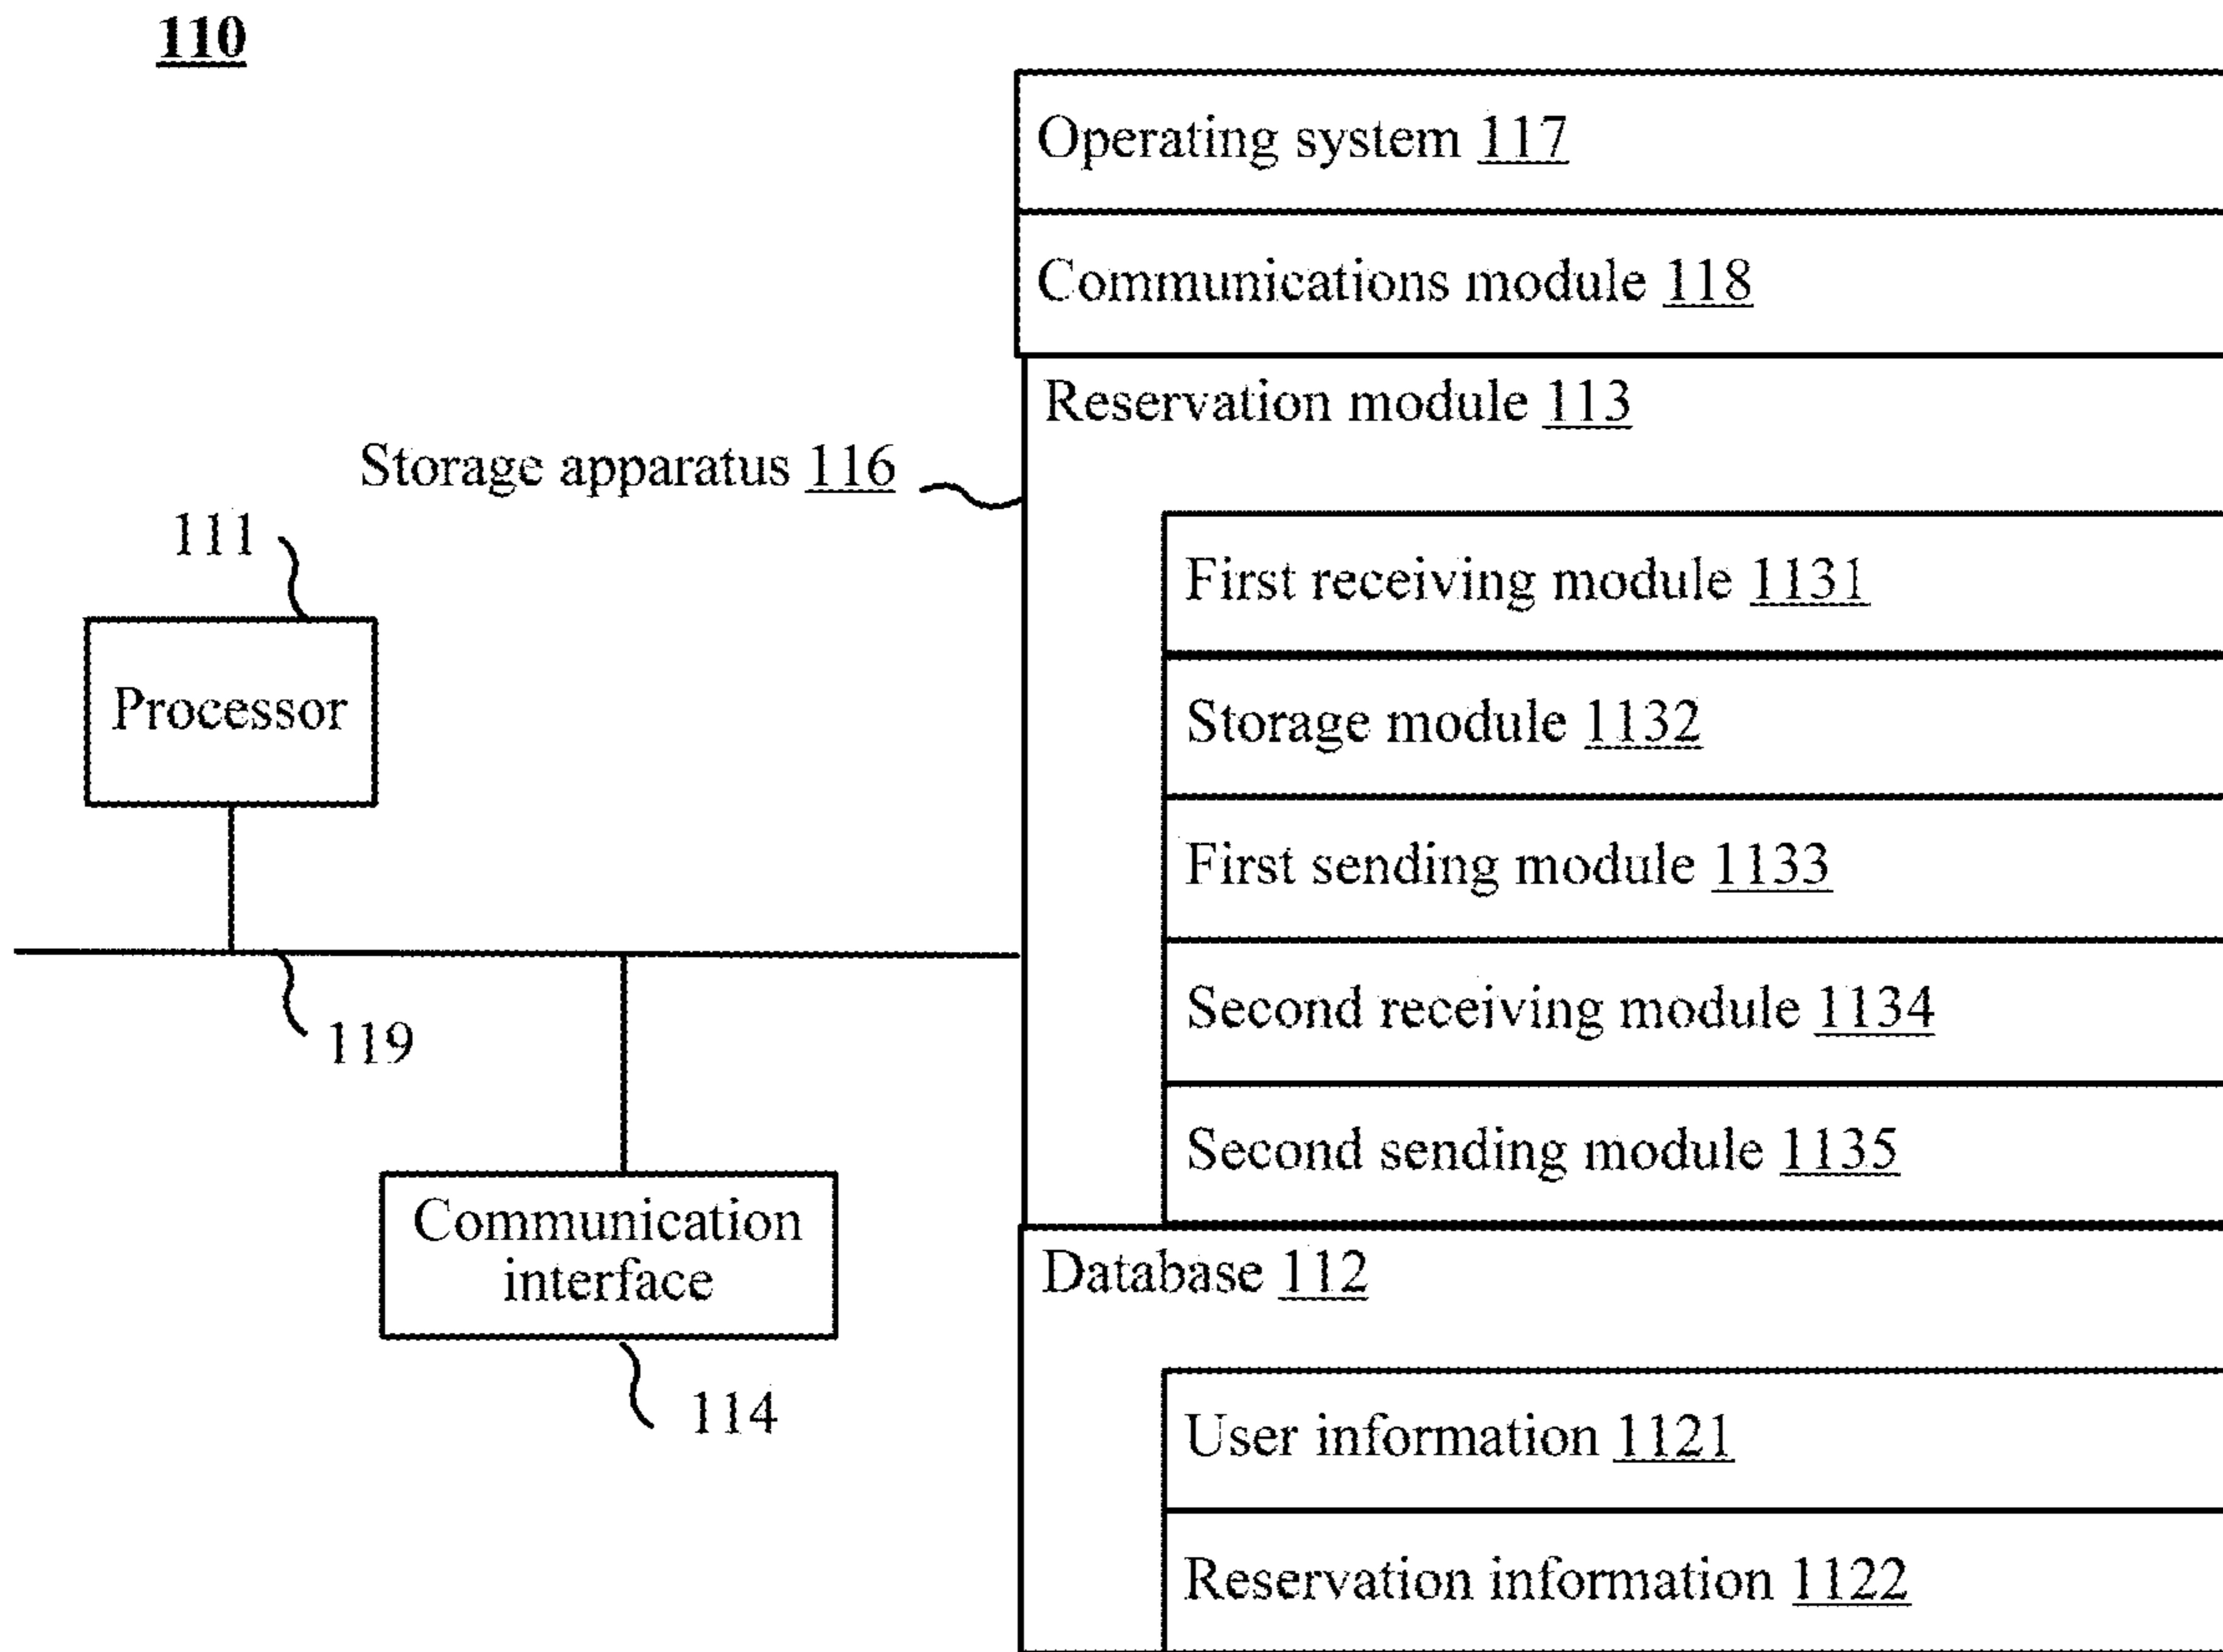 110
Operating system 117
Communications module 118
Reservation module 113
Storage apparatus 116
111
First receiving module 1131
Processor
Storage module 1132
First sending module 1133
Second receiving module 1134
119
Second sending module 1135
Communication
interface
Database 112
114
User information 1121
Reservation information 1122